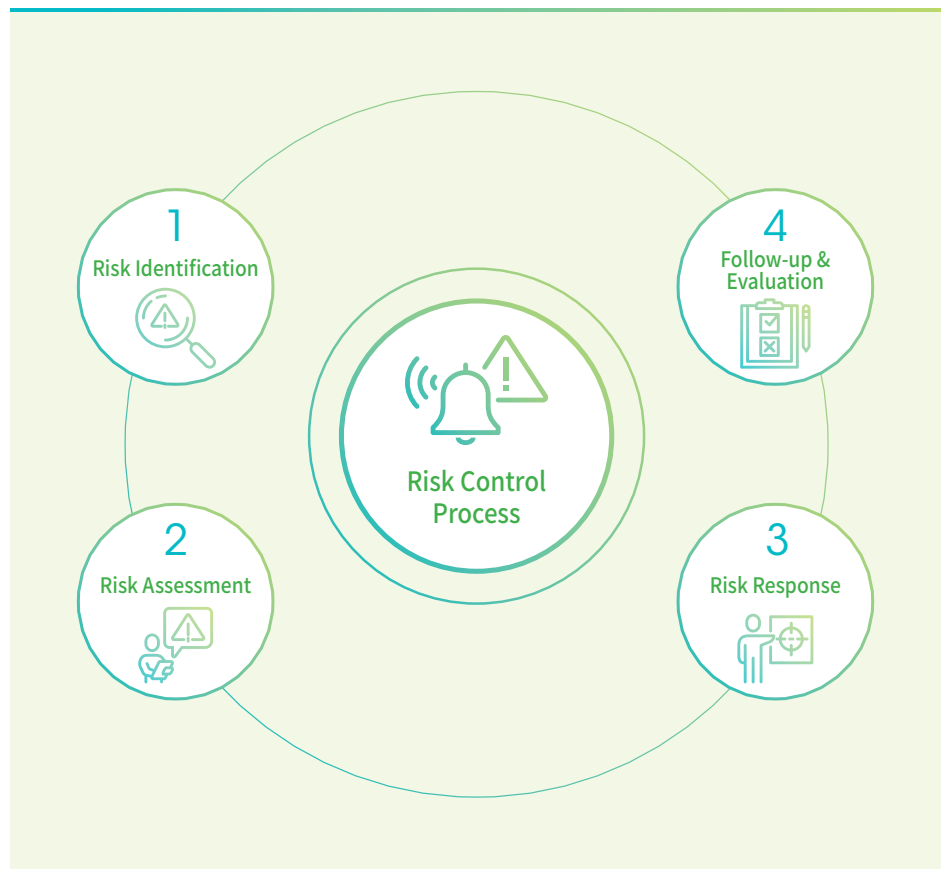 1
Risk Identification
4
Follow-up &
Evaluation
Risk Control
Process
2
Risk Assessment
3
Risk Response